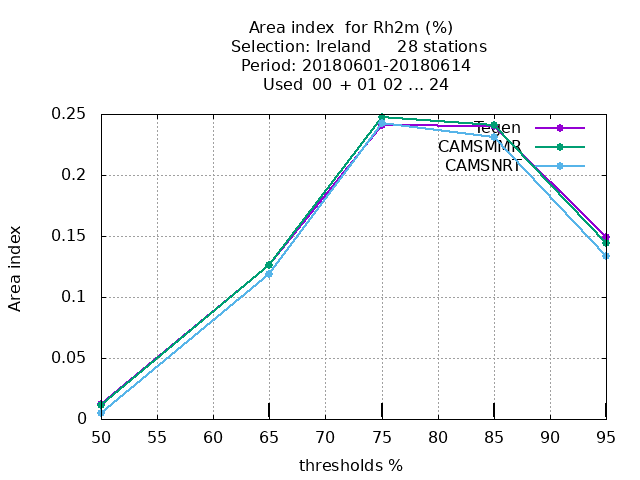 Area index  for Rh2m (%)
Selection: Ireland     28 stations
Period: 20180601-20180614
Used  00 + 01 02 ... 24
0.25
0.2
0.15
0.1
0.05
0
Area index
Tegen
CAMSMMR
CAMSNRT
50 55 60 65 70 75 80 85 90 95
thresholds %